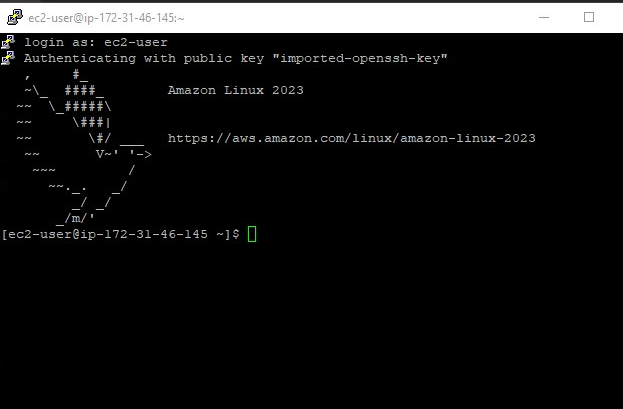 ec2-user@ip-172-31-46-145:~
login as: ec2-user
Authenticating with public key "imported-openssh-key"
   ,     #_
   ~\_  ####_        Amazon Linux 2023
  ~~  \_#####\
  ~~     \###|
  ~~       \#/ ___   https://aws.amazon.com/linux/amazon-linux-2023
   ~~       V~' '->
    ~~~         /
      ~~._.   _/
         _/ _/
       _/m/'
[ec2-user@ip-172-31-46-145 ~]$